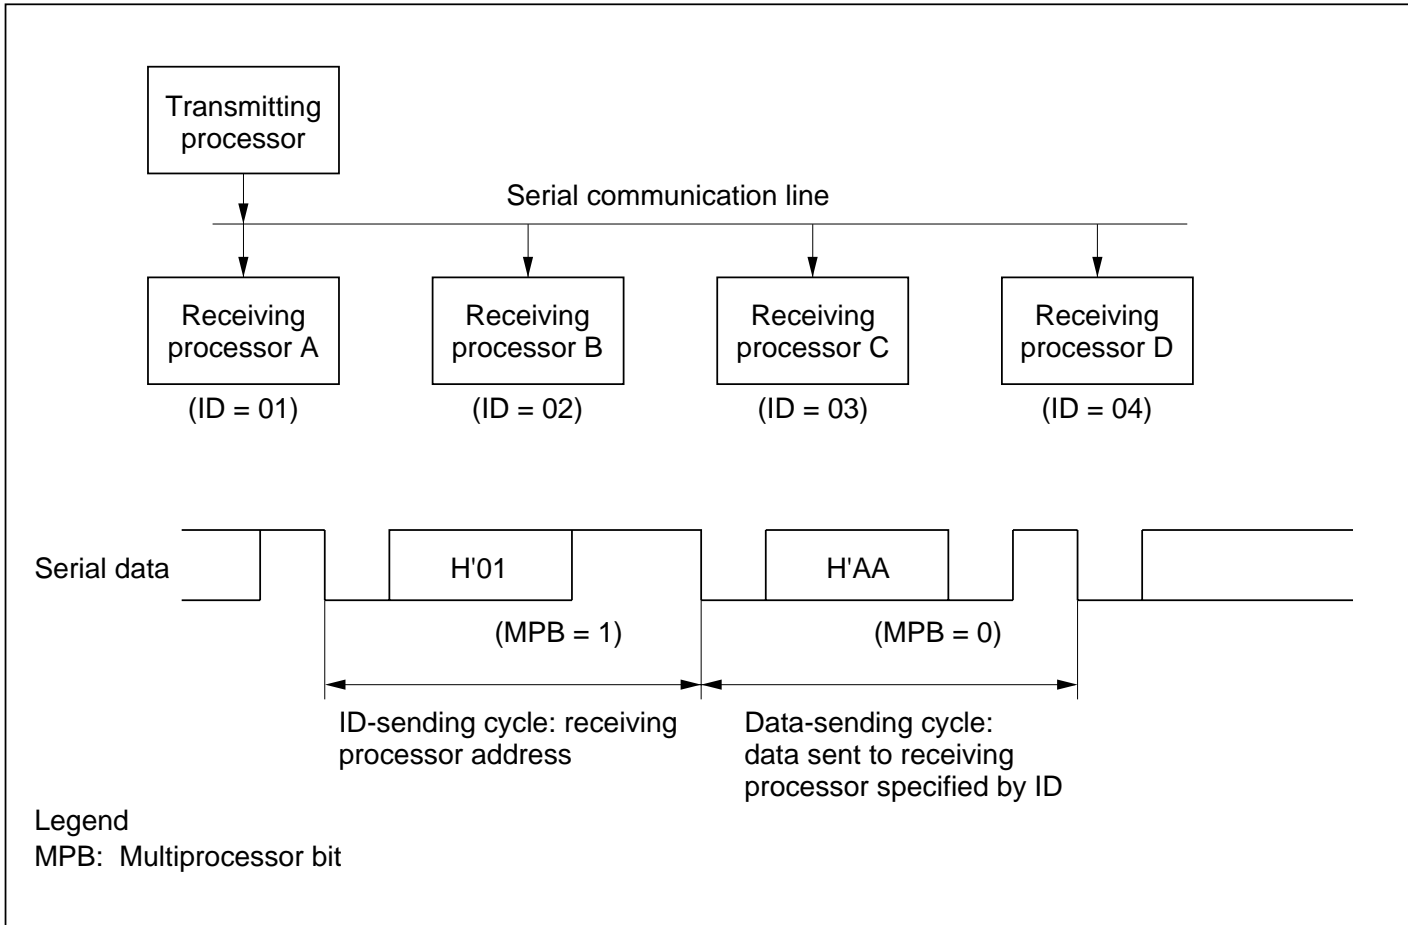 Transmitting
processor
Serial communication line
Receiving
processor A
Receiving
processor B
Receiving
processor C
Receiving
processor D
(ID = 01)
(ID = 02)
(ID = 03)
(ID = 04)
Serial data
H'01
H'AA
(MPB = 1)
(MPB = 0)
ID-sending cycle: receiving
processor address
Data-sending cycle:
data sent to receiving
processor specified by ID
Legend
MPB: Multiprocessor bit